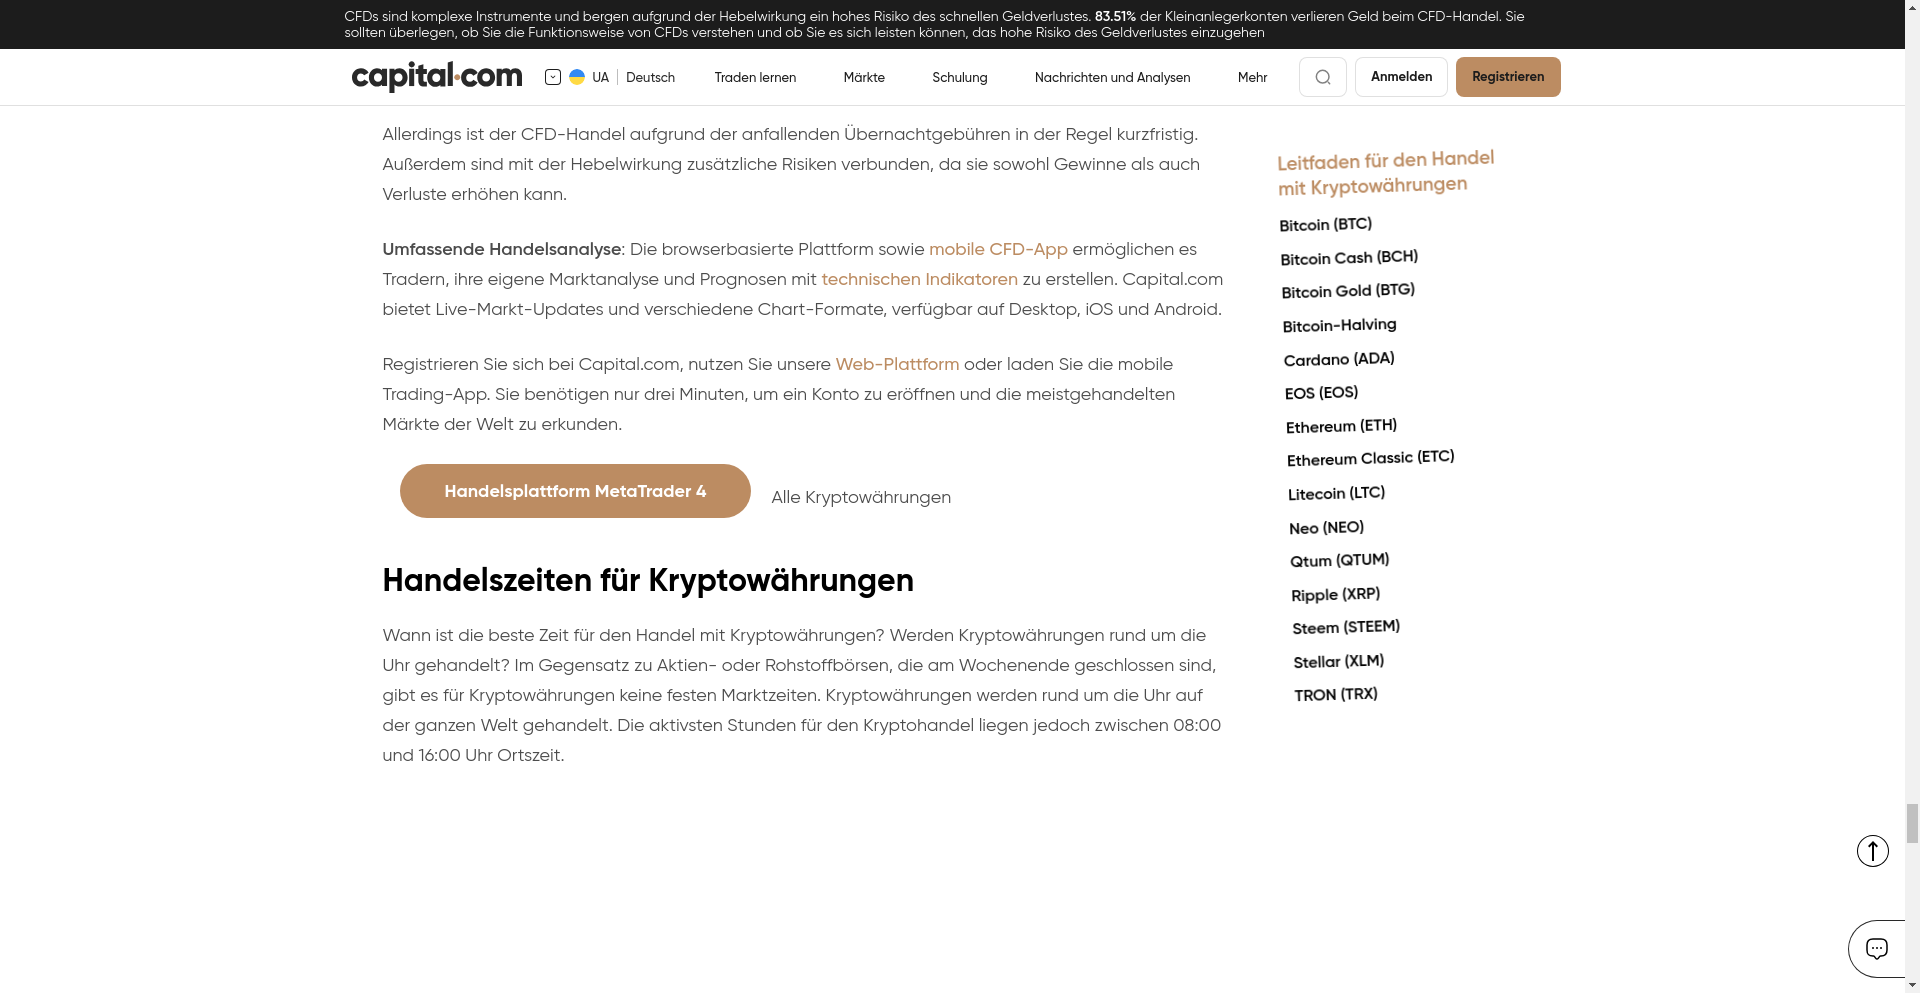 CFDs sind komplexe Instrumente und bergen aufgrund der Hebelwirkung ein hohes Risiko des schnellen Geldverlustes. 83.51% der Kleinanlegerkonten verlieren Geld beim CFD-Handel. Sie
sollten überlegen, ob Sie die Funktionsweise von CFDs verstehen und ob Sie es sich leisten können, das hohe Risiko des Geldverlustes einzugehen
capital.com
UA
Deutsch
Traden lernen
Märkte
Schulung
Nachrichten und Analysen
Mehr
Anmelden
Registrieren
Allerdings ist der CFD-Handel aufgrund der anfallenden Übernachtgebühren in der Regel kurzfristig.
Außerdem sind mit der Hebelwirkung zusätzliche Risiken verbunden, da sie sowohl Gewinne als auch
Verluste erhöhen kann.
Umfassende Handelsanalyse: Die browserbasierte Plattform sowie mobile CFD-App ermöglichen es
Tradern, ihre eigene Marktanalyse und Prognosen mit technischen Indikatoren zu erstellen. Capital.com
bietet Live-Markt-Updates und verschiedene Chart-Formate, verfügbar auf Desktop, iOS und Android.
Registrieren Sie sich bei Capital.com, nutzen Sie unsere Web-Plattform oder laden Sie die mobile
Trading-App. Sie benötigen nur drei Minuten, um ein Konto zu eröffnen und die meistgehandelten
Märkte der Welt zu erkunden.
Handelsplattform MetaTrader 4
Alle Kryptowährungen
Handelszeiten für Kryptowährungen
Wann ist die beste Zeit für den Handel mit Kryptowährungen? Werden Kryptowährungen rund um die
Uhr gehandelt? Im Gegensatz zu Aktien- oder Rohstoffbörsen, die am Wochenende geschlossen sind,
gibt es für Kryptowährungen keine festen Marktzeiten. Kryptowährungen werden rund um die Uhr auf
der ganzen Welt gehandelt. Die aktivsten Stunden für den Kryptohandel liegen jedoch zwischen 08:00
und 16:00 Uhr Ortszeit.
Leitfaden für den Handel
mit Kryptowährungen
Bitcoin (BTC)
Bitcoin Cash (BCH)
Bitcoin Gold (BTG)
Bitcoin-Halving
Cardano (ADA)
EOS (EOS)
Ethereum (ETH)
Ethereum Classic (ETC)
Litecoin (LTC)
Neo (NEO)
Qtum (QTUM)
Ripple (XRP)
Steem (STEEM)
Stellar (XLM)
TRON (TRX)